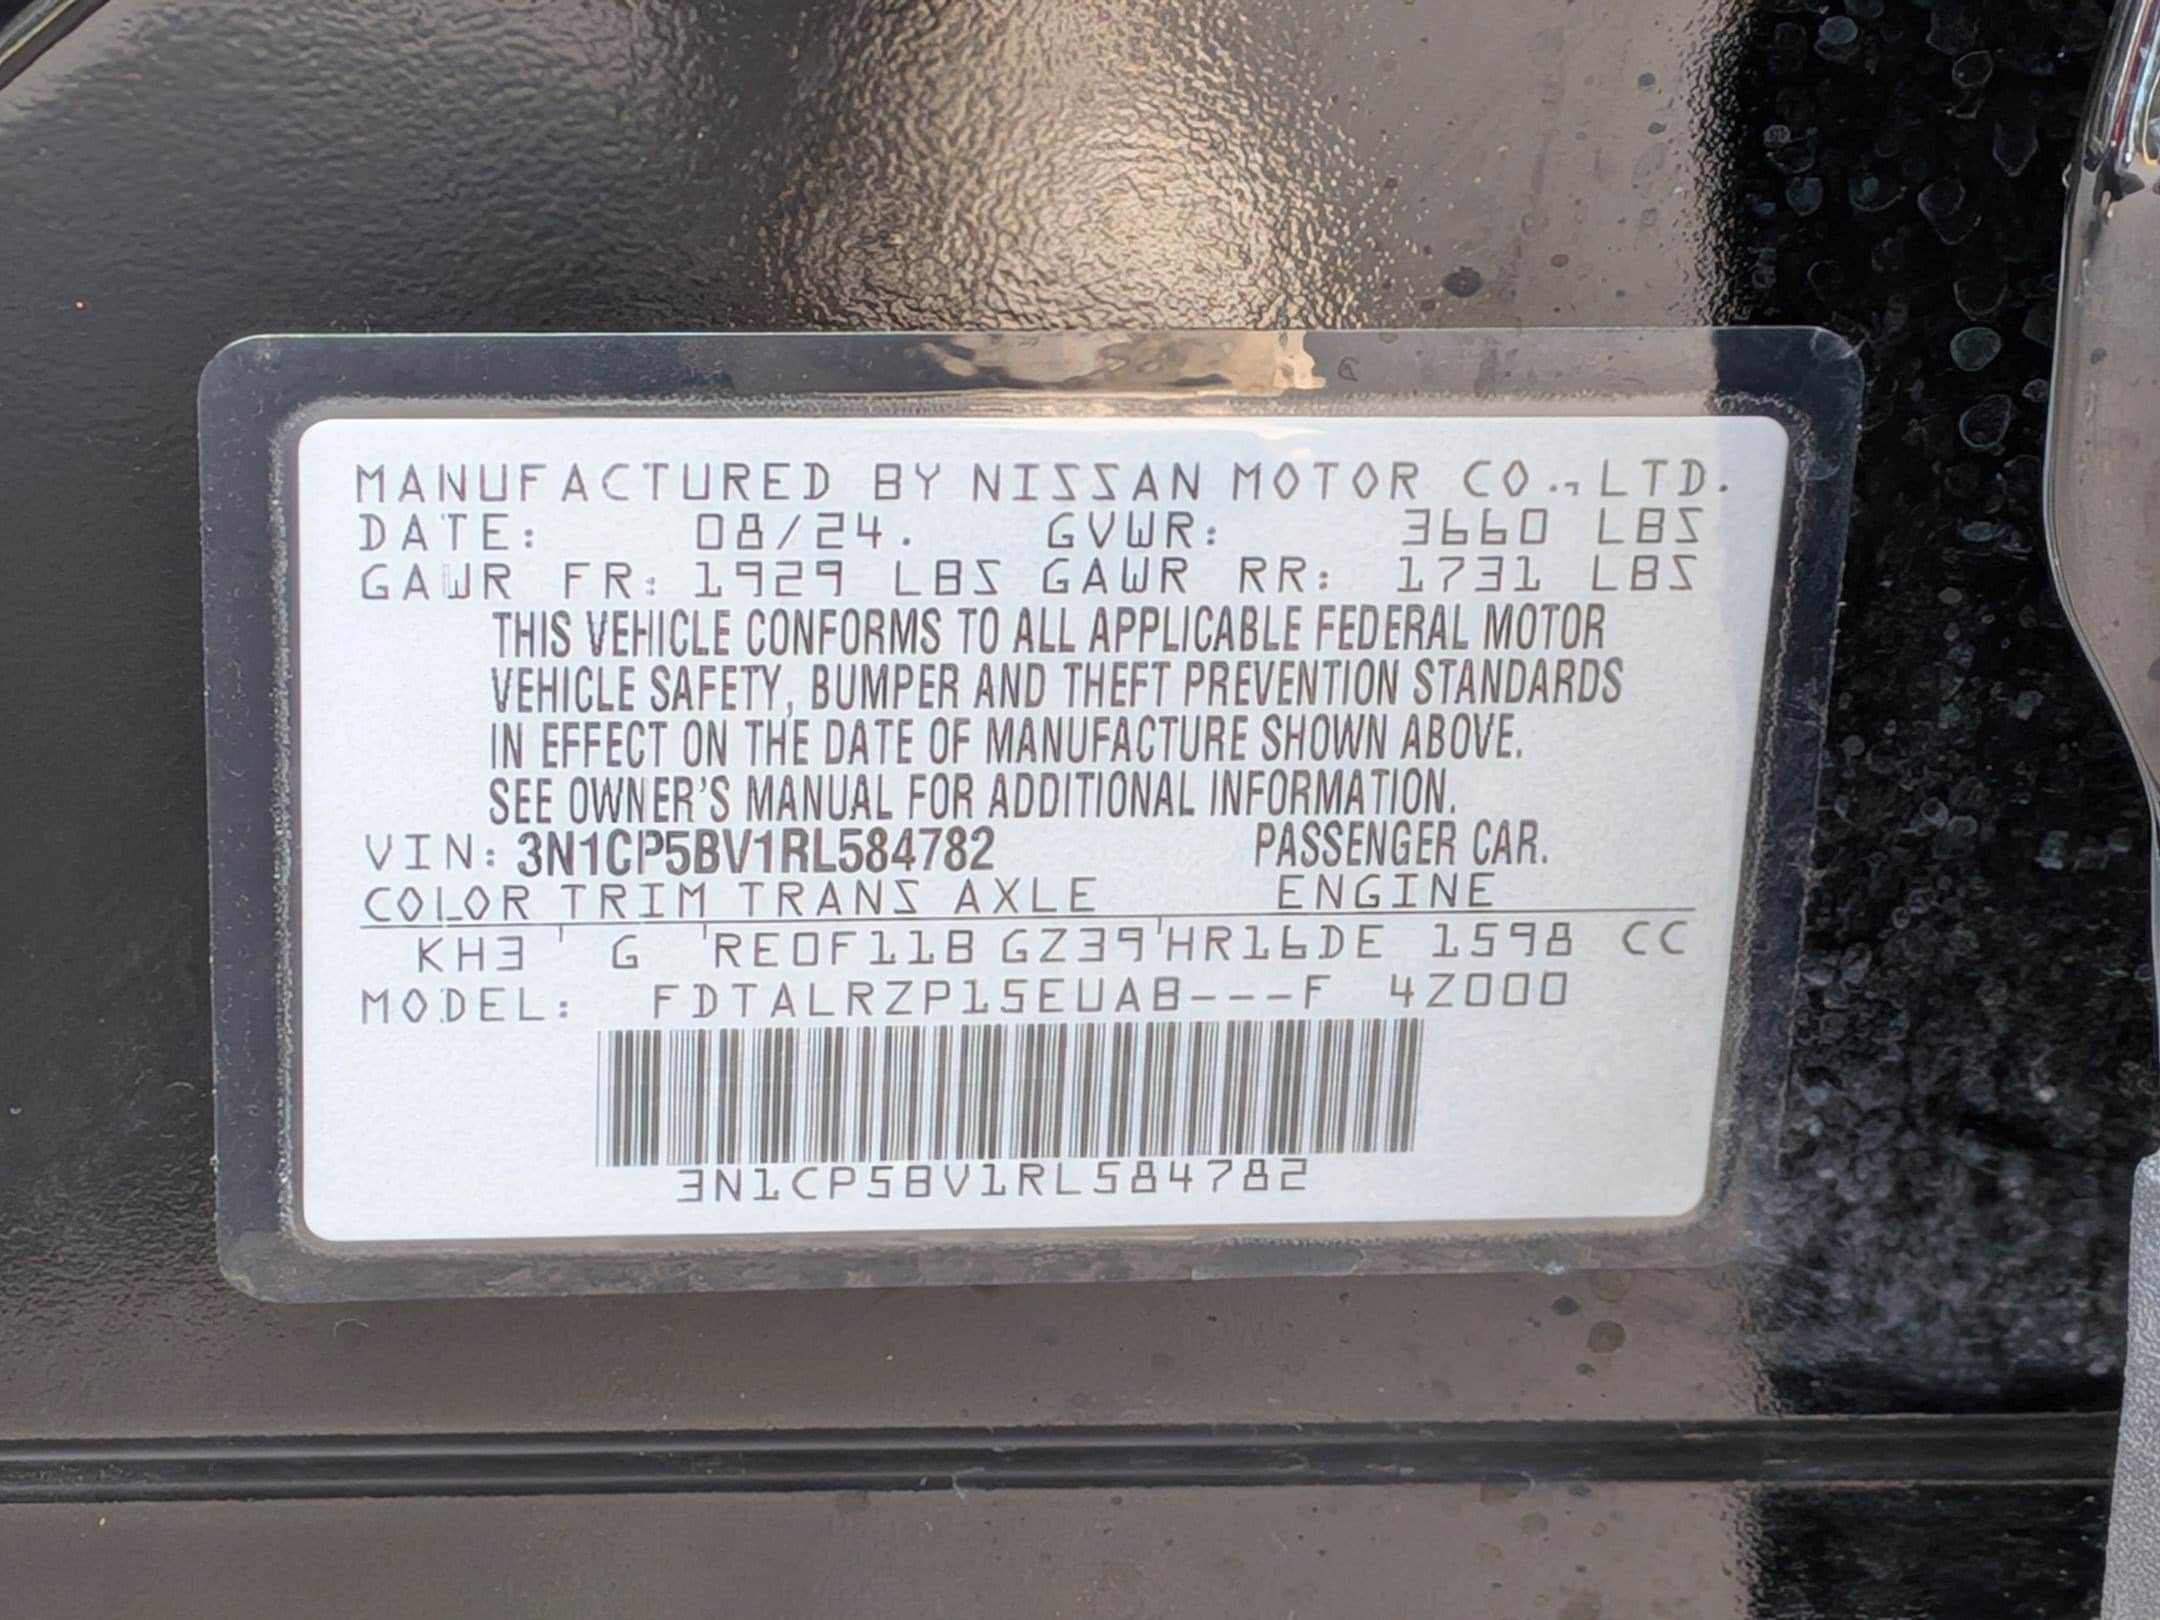 MANUFACTURED BY NISSAN MOTOR CO.,LTD.
DATE: 08/24. GVWR: 3660 LBS
GAWR FR: 1929 LBS GAWR RR: 1731 LBS
THIS VEHICLE CONFORMS TO ALL APPLICABLE FEDERAL MOTOR
VEHICLE SAFETY, BUMPER AND THEFT PREVENTION STANDARDS
IN EFFECT ON THE DATE OF MANUFACTURE SHOWN ABOVE.
SEE OWNER'S MANUAL FOR ADDITIONAL INFORMATION.
VIN: 3N1CP5BV1RL584782 PASSENGER CAR.
COLOR TRIM TRANS AXLE ENGINE
KH3 G RE0F11B GZ39 HR16DE 1598 CC
MODEL: FDTALRZP15EUAB---F 4Z000
3N1CP5BV1RL584782